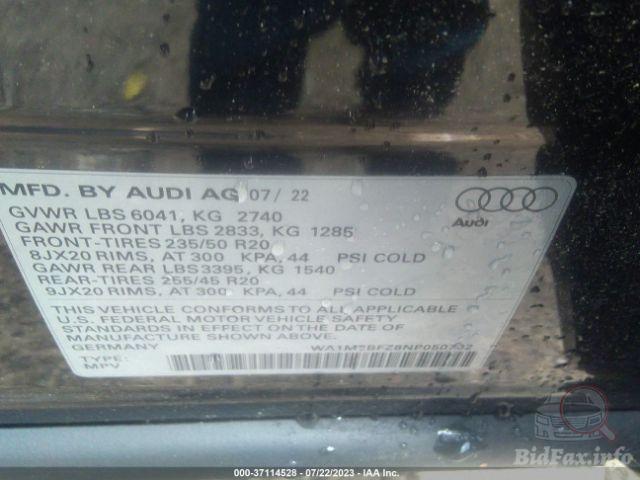 MFD. BY AUDI AG 07/ 22
GVWR LBS 6041, KG 2740
GAWR FRONT LBS 2833, KG 1285
FRONT-TIRES 235/50 R20
8JX20 RIMS, AT 300 KPA, 44 PSI COLD
GAWR REAR LBS 3395, KG 1540
REAR-TIRES 255/45 R20
9JX20 RIMS, AT 300 KPA, 44 PSI COLD
THIS VEHICLE CONFORMS TO ALL APPLICABLE
U.S. FEDERAL MOTOR VEHICLE SAFETY
STANDARDS IN EFFECT ON THE DATE OF
MANUFACTURE SHOWN ABOVE.
GERMANY
TYPE:
MPV
Audi
000-37114528 - 07/22/2023 - IAA Inc.
BidFax.info